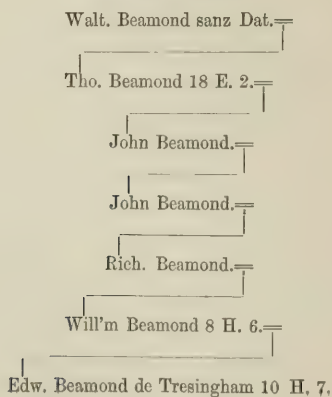 Walt. Beamond sanz Dat.=
Tho. Beamond 18 E. 2.=
John Beamond.=
John Beamond.=
Rich. Beamond.=
Will'm Beamond 8 H. 6.=
Edw. Beamond de Tresingham 10 H. 7.